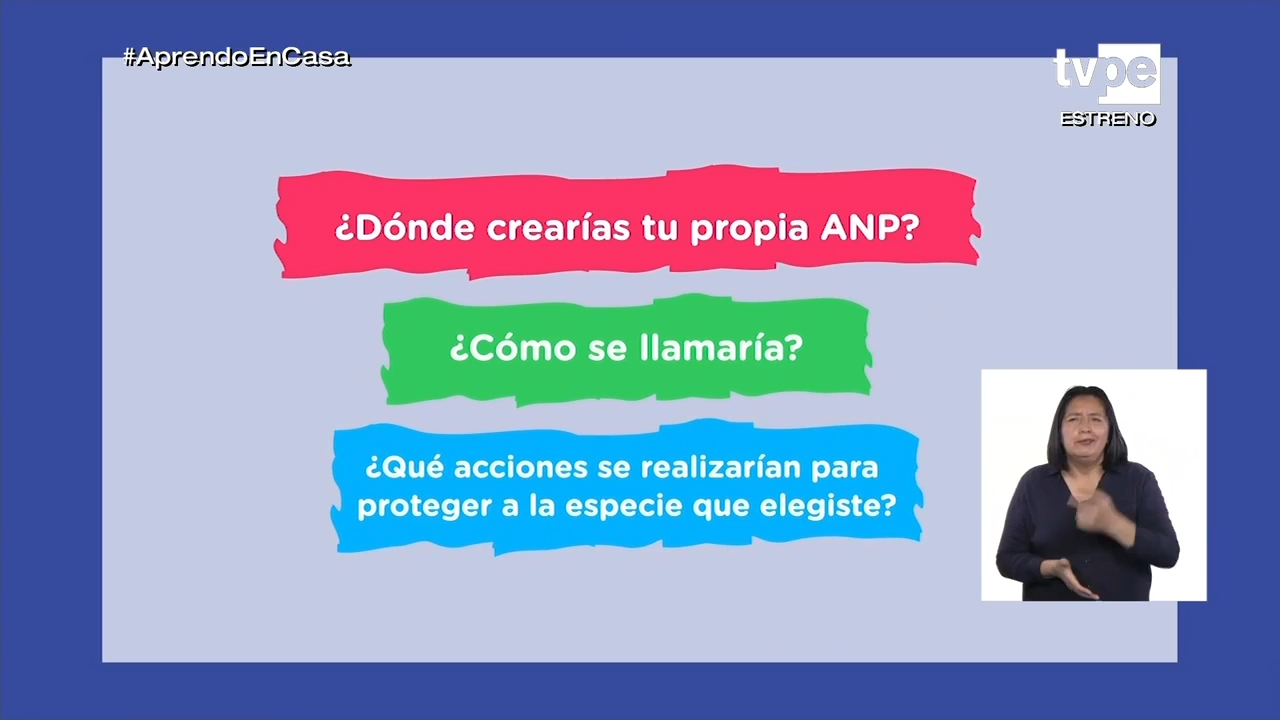 #AprendoEnCasa
tvpe
ESTRENO
¿Dónde crearías tu propia ANP?
¿Cómo se llamaría?
¿Qué acciones se realizarían para
proteger a la especie que elegiste?